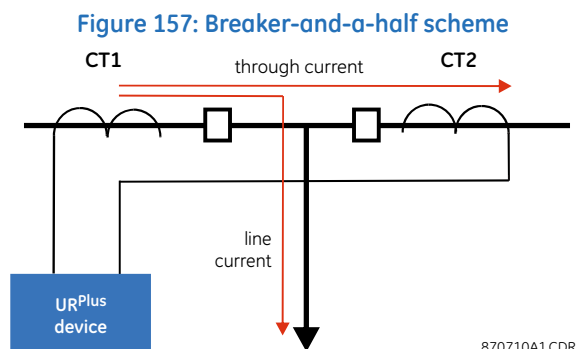 Figure 157: Breaker-and-a-half scheme
CT1
through current
CT2
line
current
URPlus
device
870710A1.CDR